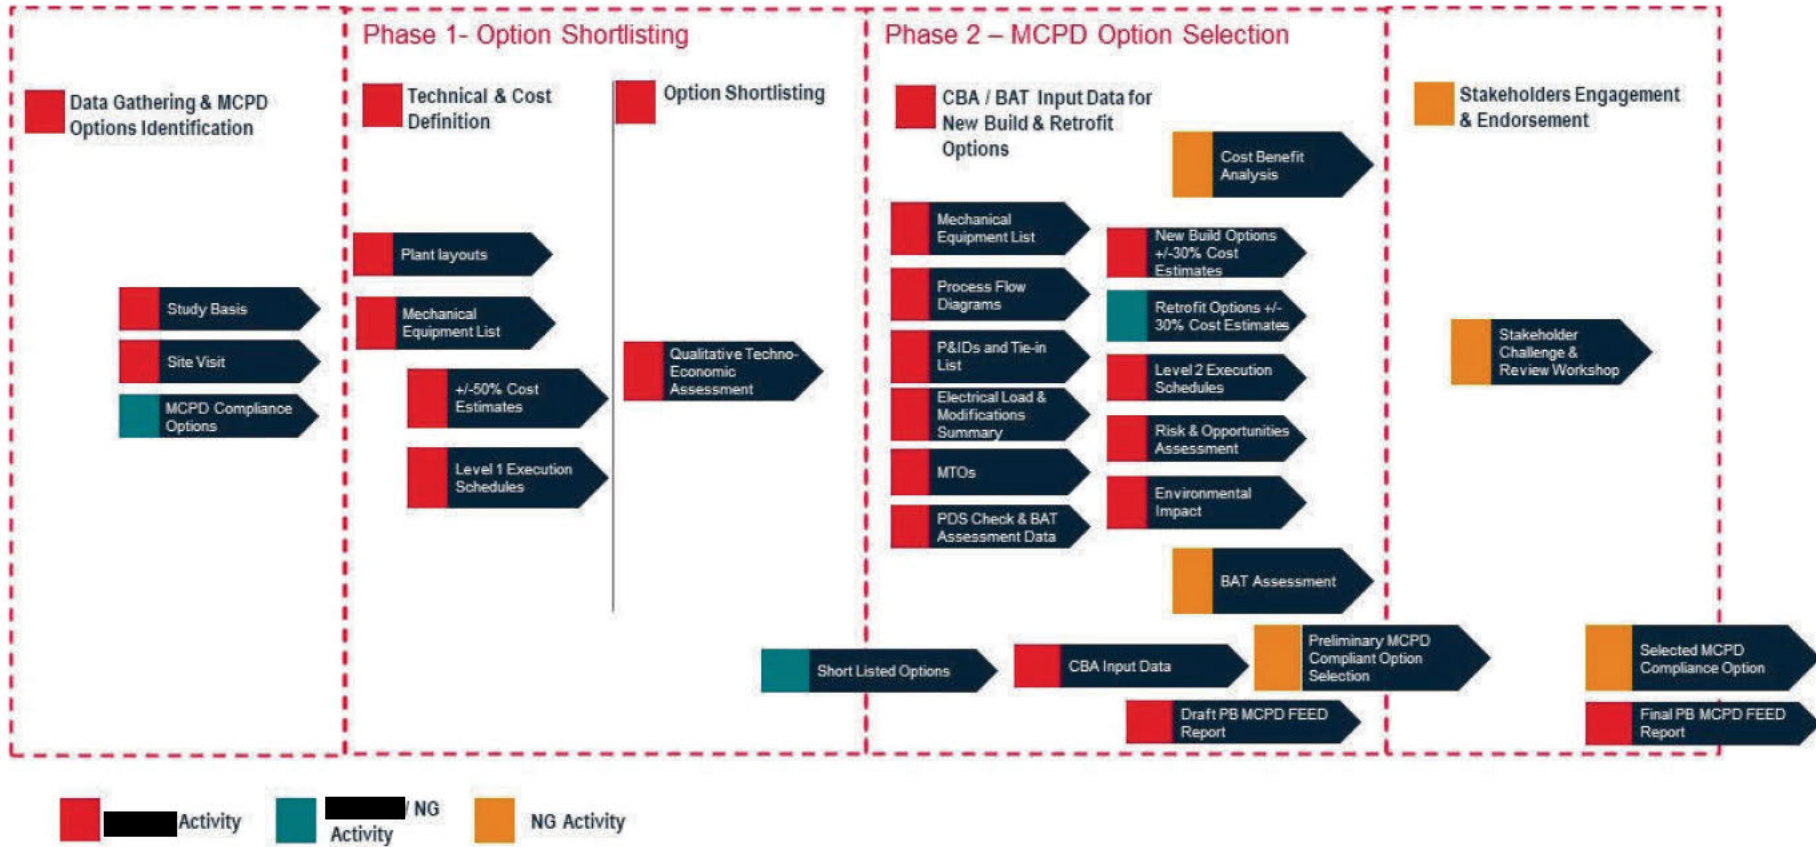 Phase 1- Option Shortlisting
Phase 2 – MCPD Option Selection
Data Gathering & MCPD
Options Identification
Technical & Cost
Definition
Option Shortlisting
CBA / BAT Input Data for
New Build & Retrofit
Options
Stakeholders Engagement
& Endorsement
Study Basis
Site Visit
MCPD Compliance
Options
Plant layouts
Mechanical
Equipment List
+/-50% Cost
Estimates
Level 1 Execution
Schedules
Qualitative Techno-
Economic
Assessment
Cost Benefit
Analysis
Mechanical
Equipment List
Process Flow
Diagrams
P&IDs and Tie-in
List
Electrical Load &
Modifications
Summary
MTOs
PDS Check & BAT
Assessment Data
New Build Options
+/-30% Cost
Estimates
Retrofit Options +/-
30% Cost Estimates
Level 2 Execution
Schedules
Risk & Opportunities
Assessment
Environmental
Impact
BAT Assessment
Stakeholder
Challenge &
Review Workshop
Short Listed Options
CBA Input Data
Preliminary MCPD
Compliant Option
Selection
Selected MCPD
Compliance Option
Draft PB MCPD FEED
Report
Final PB MCPD FEED
Report
Activity
/ NG
Activity
NG Activity